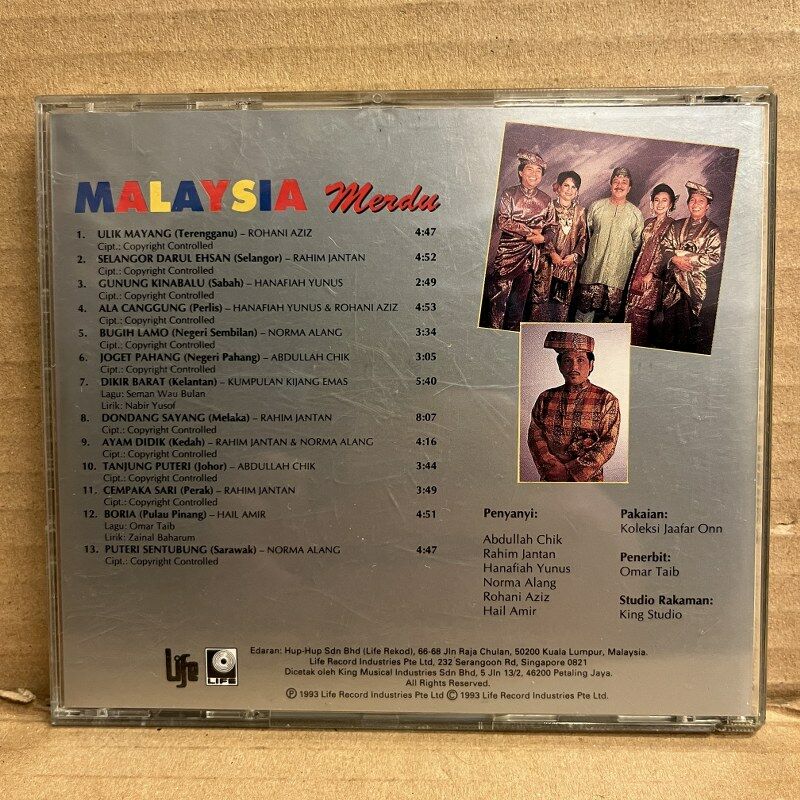 MALAYSIA Merdu
1. ULIK MAYANG (Terengganu) – ROHANI AZIZ 4:47
Cipt.: Copyright Controlled
2. SELANGOR DARUL EHSAN (Selangor) – RAHIM JANTAN 4:52
Cipt.: Copyright Controlled
3. GUNUNG KINABALU (Sabah) – HANAFIAH YUNUS 2:49
Cipt.: Copyright Controlled
4. ALA CANGGUNG (Perlis) – HANAFIAH YUNUS & ROHANI AZIZ 4:53
Cipt.: Copyright Controlled
5. BUGIH LAMO (Negeri Sembilan) – NORMA ALANG 3:34
Cipt.: Copyright Controlled
6. JOGET PAHANG (Negeri Pahang) – ABDULLAH CHIK 3:05
Cipt.: Copyright Controlled
7. DIKIR BARAT (Kelantan) – KUMPULAN KIJANG EMAS 5:40
Lagu: Seman Wau Bulan
Lirik: Nabir Yusof
8. DONDANG SAYANG (Melaka) – RAHIM JANTAN 8:07
Cipt.: Copyright Controlled
9. AYAM DIDIK (Kedah) – RAHIM JANTAN & NORMA ALANG 4:16
Cipt.: Copyright Controlled
10. TANJUNG PUTERI (Johor) – ABDULLAH CHIK 3:44
Cipt.: Copyright Controlled
11. CEMPAKA SARI (Perak) – RAHIM JANTAN 3:49
Cipt.: Copyright Controlled
12. BORIA (Pulau Pinang) – HAIL AMIR 4:51
Lagu: Omar Taib
Lirik: Zainal Baharum
13. PUTERI SENTUBUNG (Sarawak) – NORMA ALANG 4:47
Cipt.: Copyright Controlled
Penyanyi:
Abdullah Chik
Rahim Jantan
Hanafiah Yunus
Norma Alang
Rohani Aziz
Hail Amir
Pakaian:
Koleksi Jaafar Onn
Penerbit:
Omar Taib
Studio Rakaman:
King Studio
Life
LIFE
Edaran: Hup-Hup Sdn Bhd (Life Rekod), 66-68 Jln Raja Chulan, 50200 Kuala Lumpur, Malaysia.
Life Record Industries Pte Ltd, 232 Serangoon Rd, Singapore 0821
Dicetak oleh King Musical Industries Sdn Bhd, 5 Jln 13/2, 46200 Petaling Jaya.
All Rights Reserved.
Ⓟ 1993 Life Record Industries Pte Ltd © 1993 Life Record Industries Pte Ltd.